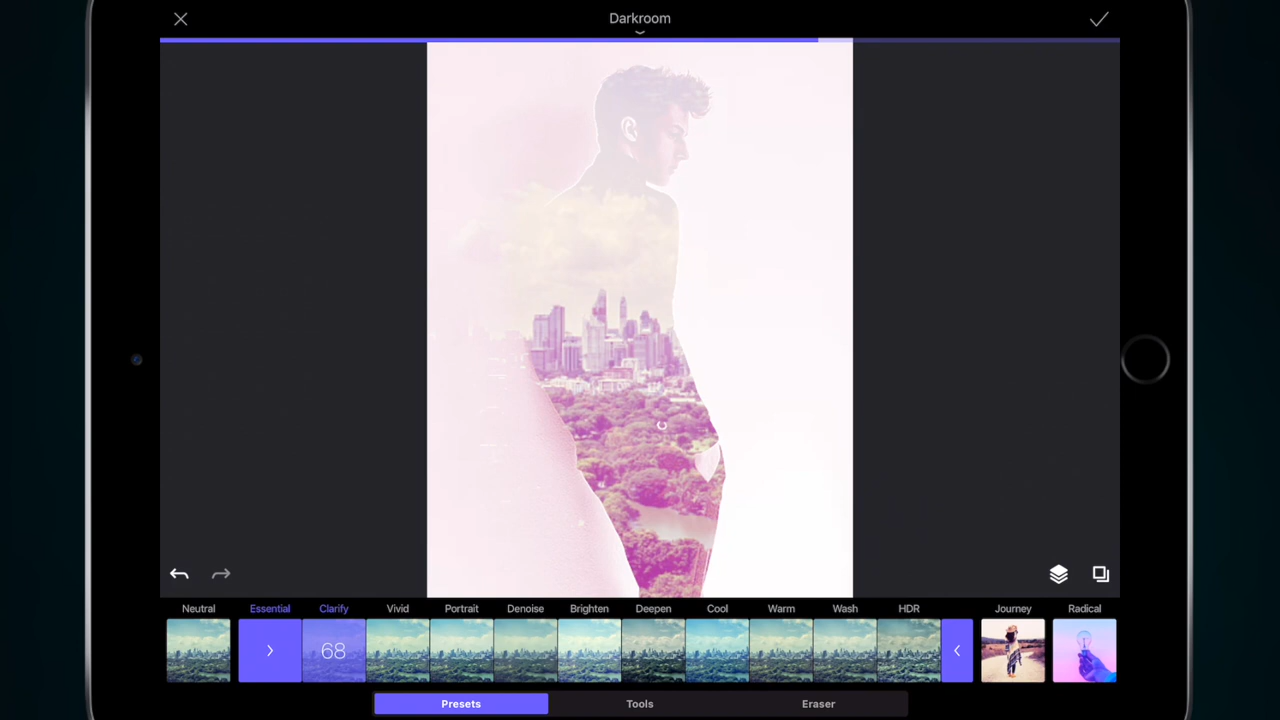 Darkroom
Neutral Essential Clarify Vivid Portrait Denoise Brighten Deepen Cool Warm Wash HDR Journey Radical
68
Presets Tools Eraser